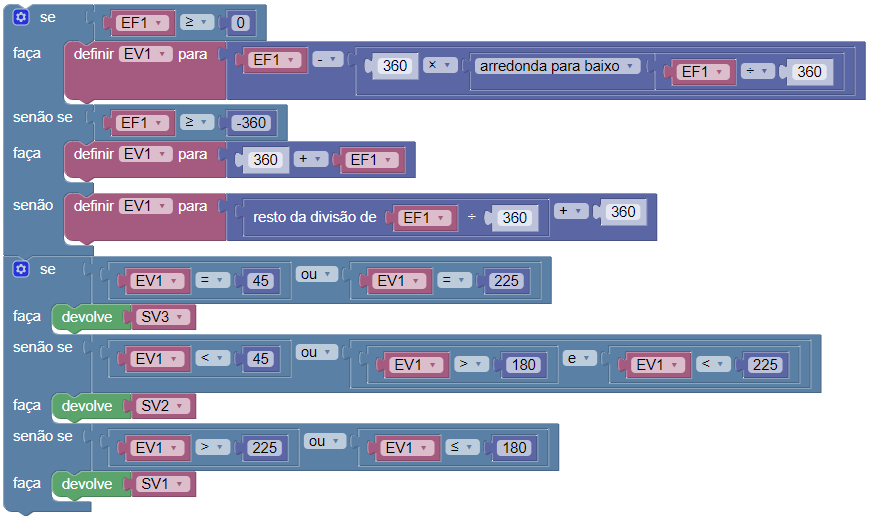 se EF1 ≥ 0
faça definir EV1 para EF1 - 360 × arredonda para baixo EF1 ÷ 360
senão se EF1 ≥ -360
faça definir EV1 para 360 + EF1
senão definir EV1 para resto da divisão de EF1 ÷ 360 + 360
se EV1 = 45 ou EV1 = 225
faça devolve SV3
senão se EV1 < 45 ou EV1 > 180 e EV1 < 225
faça devolve SV2
senão se EV1 > 225 ou EV1 ≤ 180
faça devolve SV1